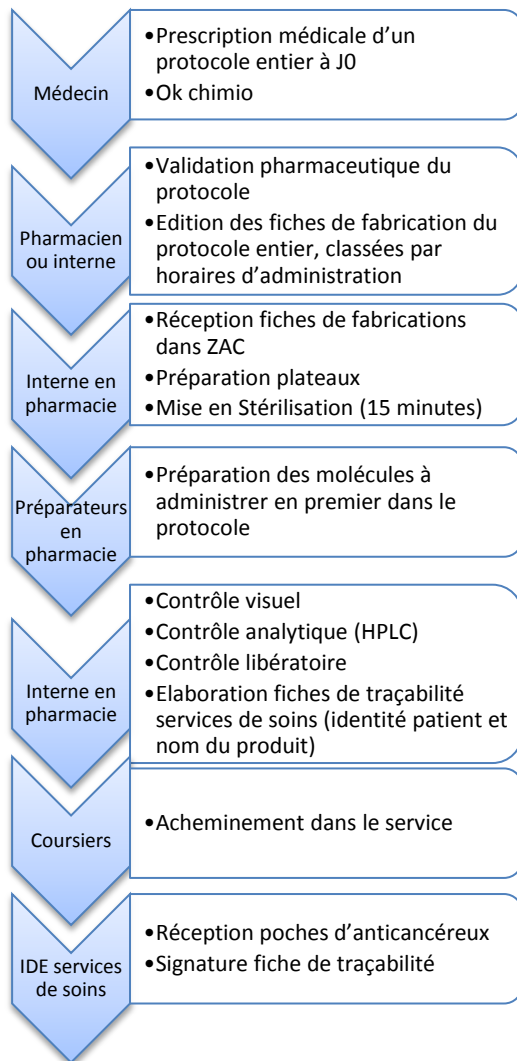 Médecin
•Prescription médicale d’un
protocole entier à J0
•Ok chimio
Pharmacien
ou interne
•Validation pharmaceutique du
protocole
•Edition des fiches de fabrication du
protocole entier, classées par
horaires d’administration
Interne en
pharmacie
•Réception fiches de fabrications
dans ZAC
•Préparation plateaux
•Mise en Stérilisation (15 minutes)
Préparateurs
en
pharmacie
•Préparation des molécules à
administrer en premier dans le
protocole
Interne en
pharmacie
•Contrôle visuel
•Contrôle analytique (HPLC)
•Contrôle libératoire
•Elaboration fiches de traçabilité
services de soins (identité patient et
nom du produit)
Coursiers
•Acheminement dans le service
IDE services
de soins
•Réception poches d’anticancéreux
•Signature fiche de traçabilité